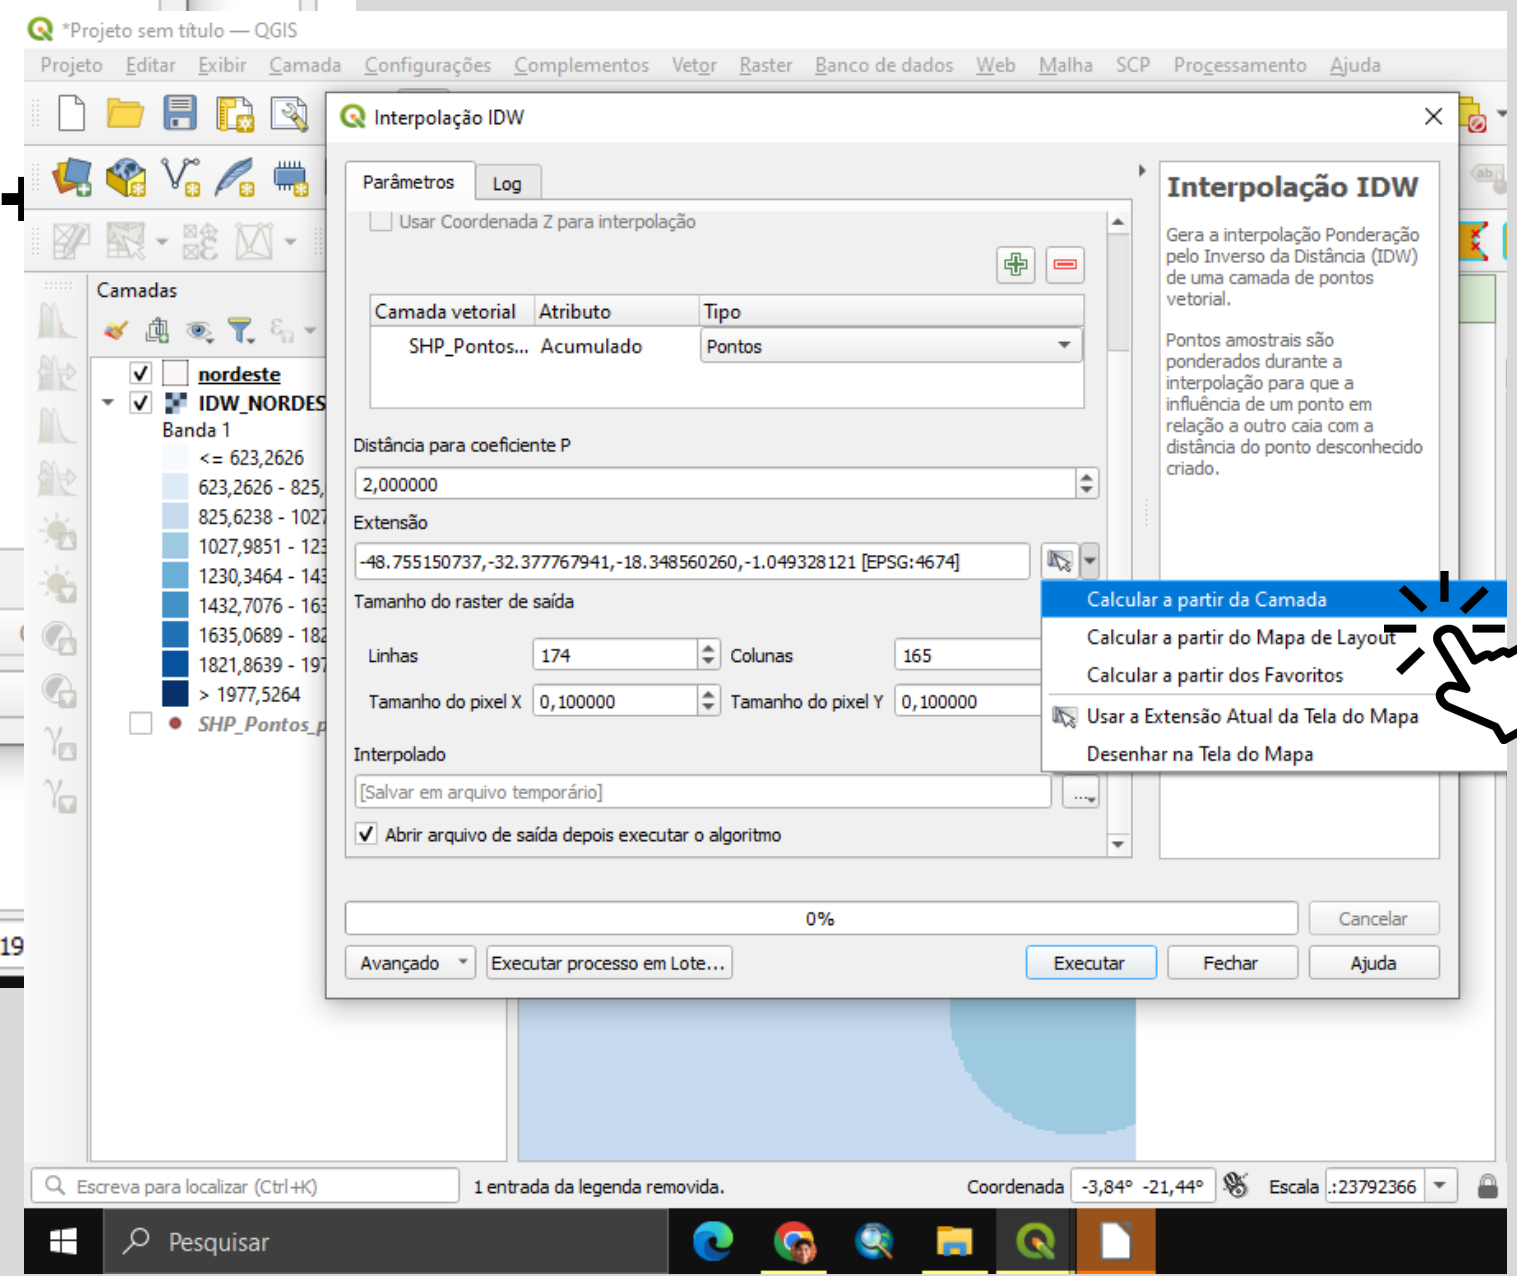 *Projeto sem título — QGIS
Projeto Editar Exibir Camada Configurações Complementos Vetor Raster Banco de dados Web Malha SCP Processamento Ajuda
Interpolação IDW
Parâmetros
Log
Usar Coordenada Z para interpolação
Camada vetorial Atributo Tipo
SHP_Pontos... Acumulado Pontos
Distância para coeficiente P
2,000000
Extensão
-48.755150737,-32.377767941,-18.348560260,-1.049328121 [EPSG:4674]
Tamanho do raster de saída
Linhas 174 Colunas 165
Tamanho do pixel X 0,100000 Tamanho do pixel Y 0,100000
Interpolado
[Salvar em arquivo temporário]
...
Abrir arquivo de saída depois executar o algoritmo
0%
Cancelar
Avançado Executar processo em Lote... Executar Fechar Ajuda
Interpolação IDW
Gera a interpolação Ponderação
pelo Inverso da Distância (IDW)
de uma camada de pontos
vetorial.
Pontos amostrais são
ponderados durante a
interpolação para que a
influência de um ponto em
relação a outro caia com a
distância do ponto desconhecido
criado.
Calcular a partir da Camada
Calcular a partir do Mapa de Layout
Calcular a partir dos Favoritos
Usar a Extensão Atual da Tela do Mapa
Desenhar na Tela do Mapa
Camadas
nordeste
IDW_NORDES
Banda 1
<= 623,2626
623,2626 - 825,
825,6238 - 1027
1027,9851 - 123
1230,3464 - 143
1432,7076 - 163
1635,0689 - 182
1821,8639 - 197
> 1977,5264
SHP_Pontos_p
19
Escreva para localizar (Ctrl+K) 1 entrada da legenda removida. Coordenada -3,84° -21,44° Escala .:23792366
Pesquisar